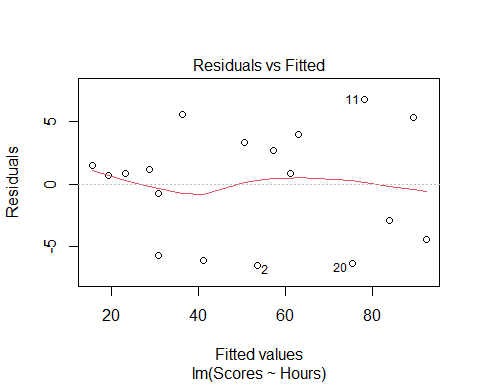 Residuals vs Fitted
Residuals
5
0
-5
11
2
20
20 40 60 80
Fitted values
lm(Scores ~ Hours)